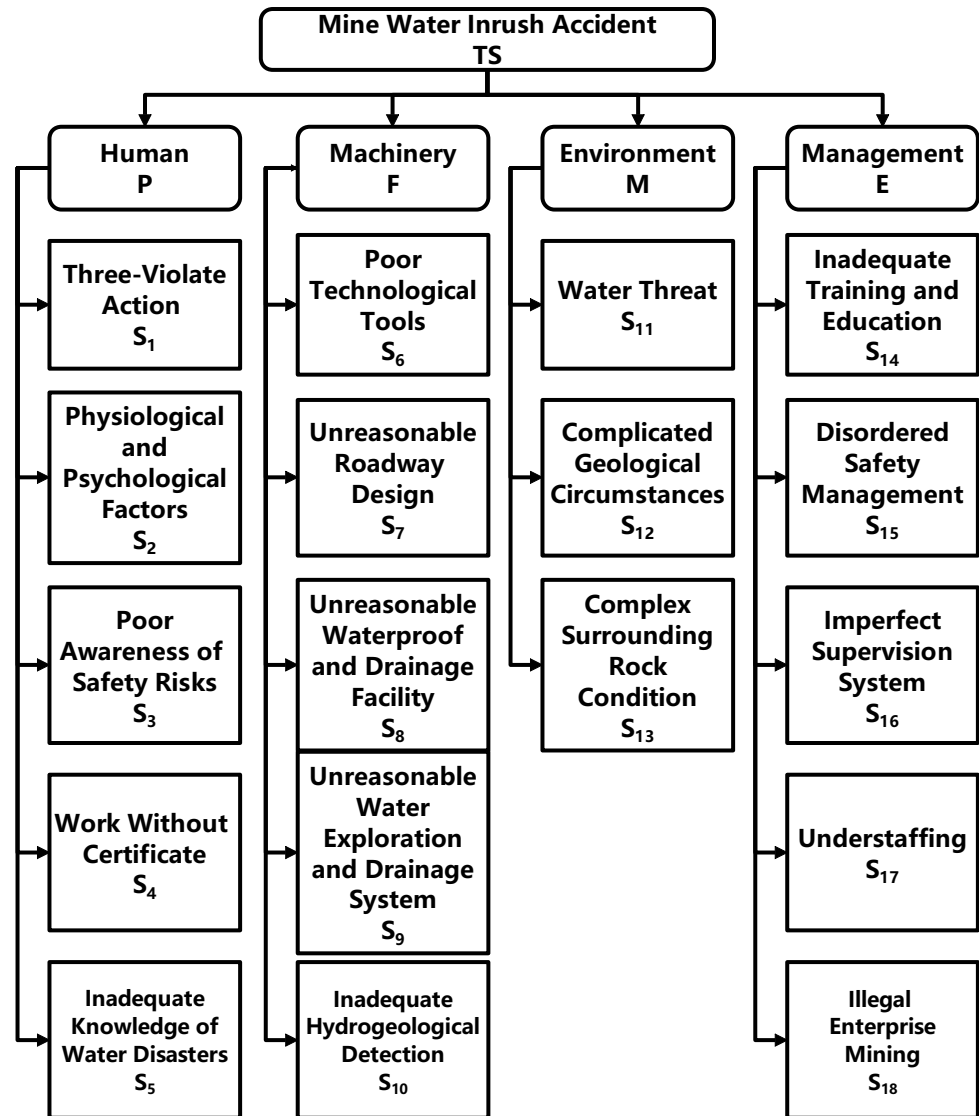 Mine Water Inrush Accident
TS
Human
P
Machinery
F
Environment
M
Management
E
Three-Violate
Action
S₁
Physiological
and
Psychological
Factors
S₂
Poor
Awareness of
Safety Risks
S₃
Work Without
Certificate
S₄
Inadequate
Knowledge of
Water Disasters
S₅
Poor
Technological
Tools
S₆
Unreasonable
Roadway
Design
S₇
Unreasonable
Waterproof
and Drainage
Facility
S₈
Unreasonable
Water
Exploration
and Drainage
System
S₉
Inadequate
Hydrogeological
Detection
S₁₀
Water Threat
S₁₁
Complicated
Geological
Circumstances
S₁₂
Complex
Surrounding
Rock
Condition
S₁₃
Inadequate
Training and
Education
S₁₄
Disordered
Safety
Management
S₁₅
Imperfect
Supervision
System
S₁₆
Understaffing
S₁₇
Illegal
Enterprise
Mining
S₁₈